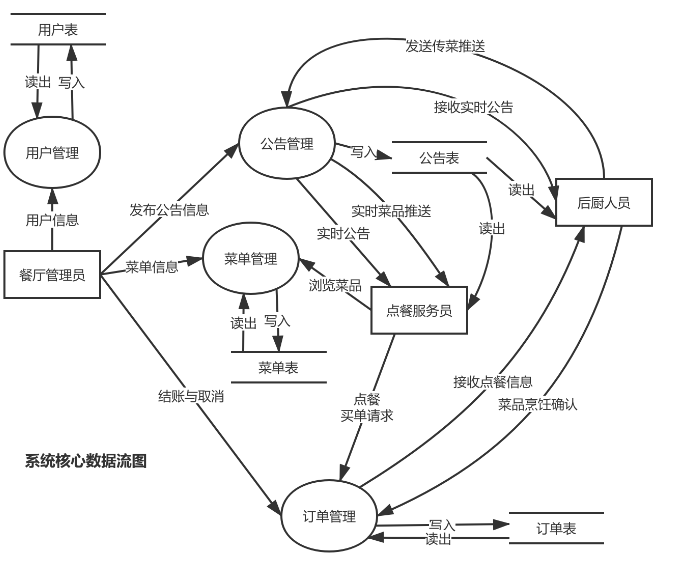 用户表
读出
写入
用户管理
用户信息
餐厅管理员
发送传菜推送
接收实时公告
公告管理
写入
公告表
读出
后厨人员
发布公告信息
实时菜品推送
实时公告
读出
菜单信息
菜单管理
浏览菜品
点餐服务员
读出
写入
菜单表
结账与取消
点餐
买单请求
接收点餐信息
菜品烹饪确认
系统核心数据流图
订单管理
写入
读出
订单表